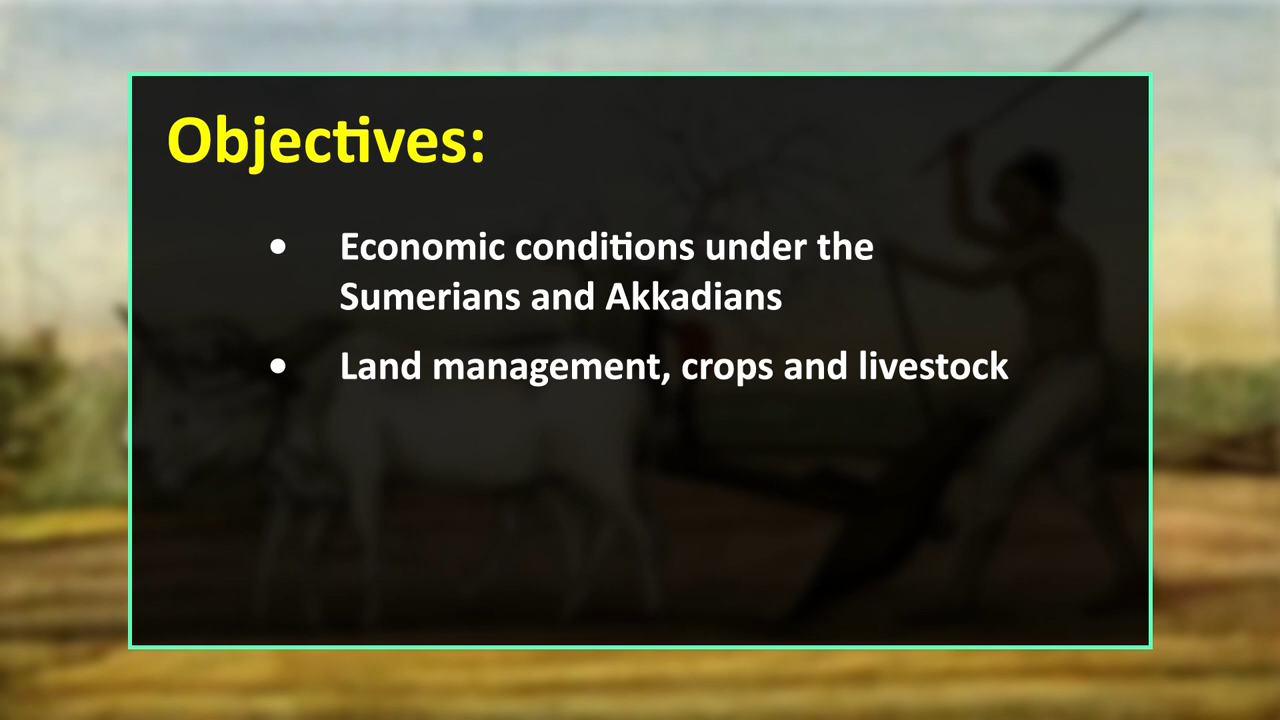 Objectives:
• Economic conditions under the
Sumerians and Akkadians
• Land management, crops and livestock